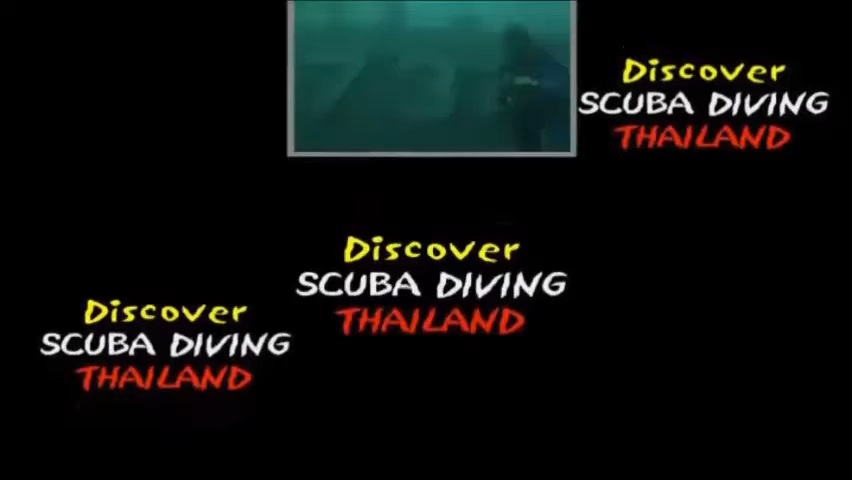 Discover
SCUBA DIVING
THAILAND
Discover
SCUBA DIVING
THAILAND
Discover
SCUBA DIVING
THAILAND